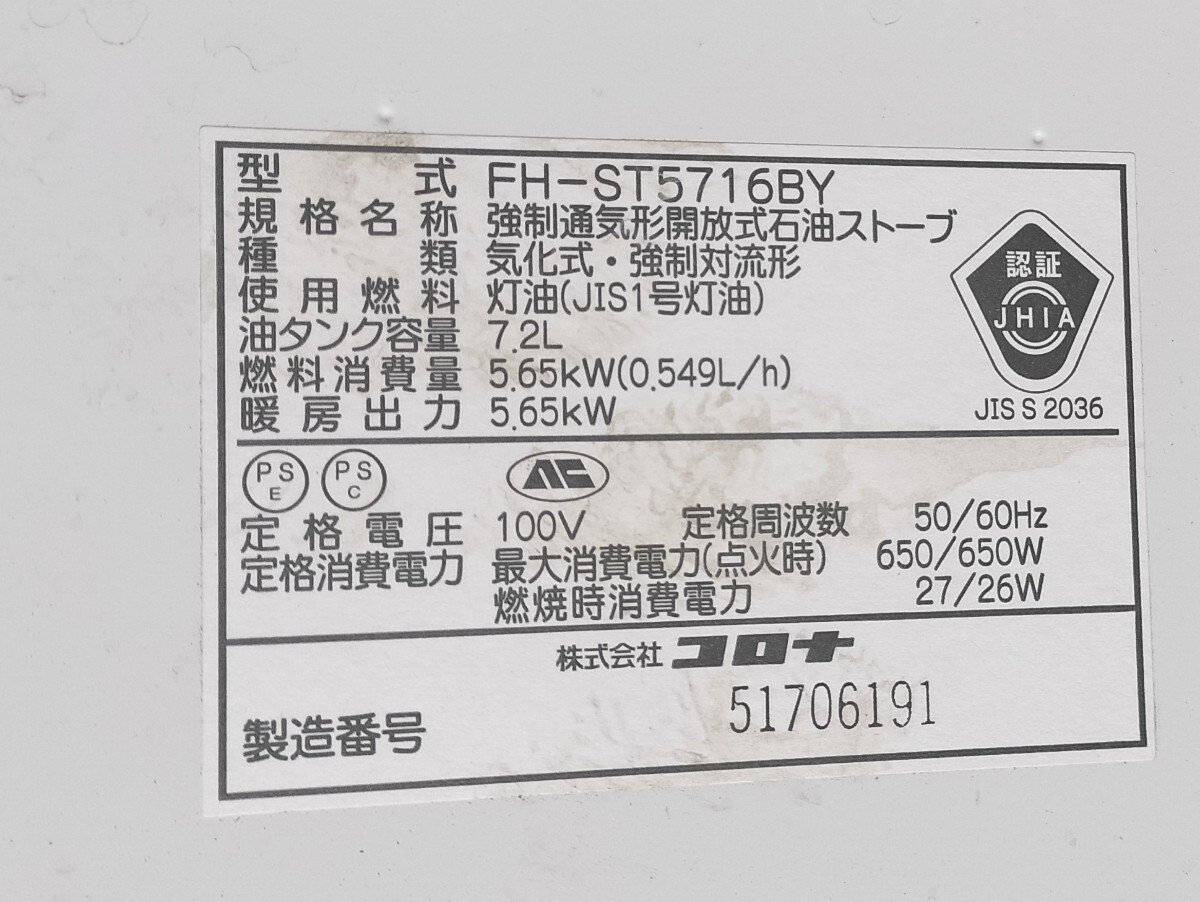 型式 FH-ST5716BY
規格名称 強制通気形開放式石油ストーブ
種類 気化式・強制対流形
使用燃料 灯油(JIS1号灯油)
油タンク容量 7.2L
燃料消費量 5.65kW(0.549L/h)
暖房出力 5.65kW
認証
JHIA
JIS S 2036
PS E PS C
定格電圧 100V 定格周波数 50/60Hz
定格消費電力 最大消費電力(点火時) 650/650W
燃焼時消費電力 27/26W
株式会社 コロナ
製造番号 51706191